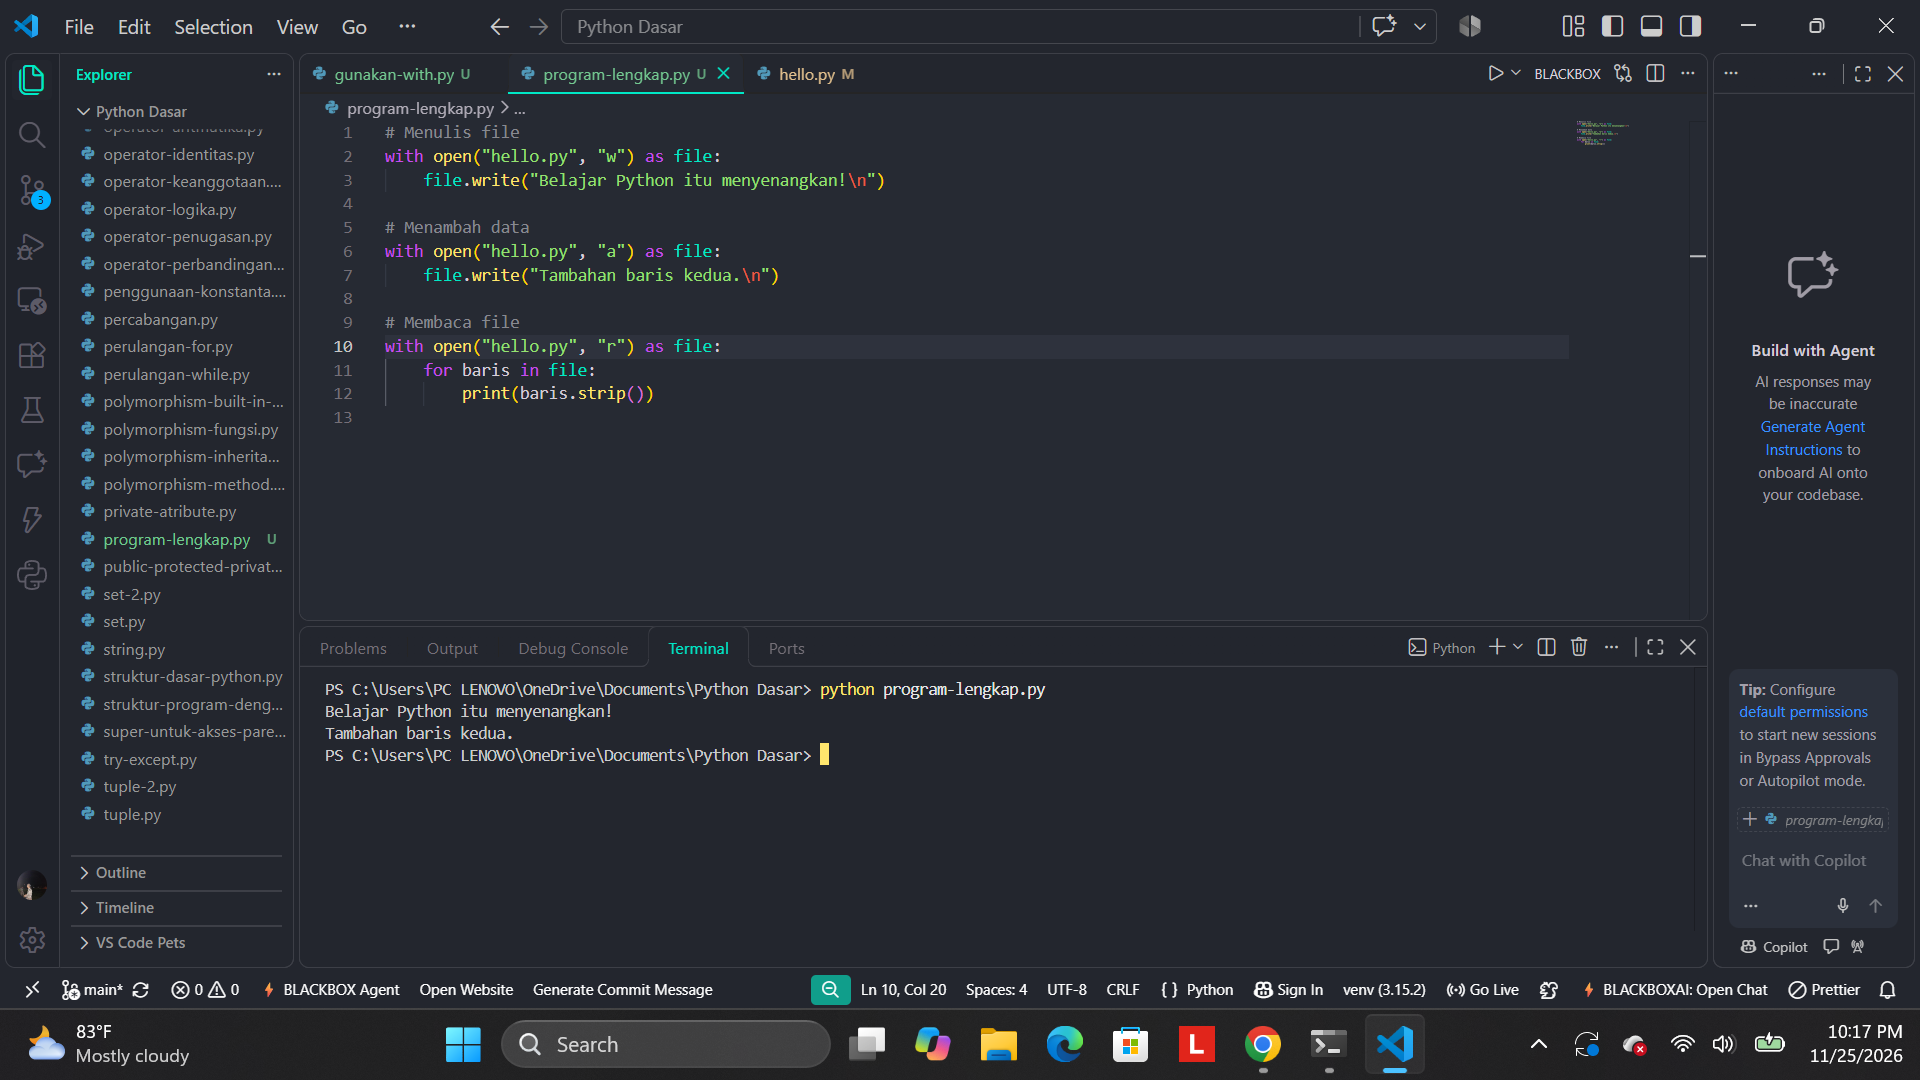 File Edit Selection View Go ···
Python Dasar
Explorer ···
Python Dasar
operator-aritmatika.py
operator-identitas.py
operator-keanggotaan....
operator-logika.py
operator-penugasan.py
operator-perbandingan...
penggunaan-konstanta....
percabangan.py
perulangan-for.py
perulangan-while.py
polymorphism-built-in-...
polymorphism-fungsi.py
polymorphism-inherita...
polymorphism-method....
private-atribute.py
program-lengkap.py U
public-protected-privat...
set-2.py
set.py
string.py
struktur-dasar-python.py
struktur-program-deng...
super-untuk-akses-pare...
try-except.py
tuple-2.py
tuple.py
Outline
Timeline
VS Code Pets
3
gunakan-with.py U program-lengkap.py U hello.py M
BLACKBOX
program-lengkap.py > ...
1 # Menulis file
2 with open("hello.py", "w") as file:
3 file.write("Belajar Python itu menyenangkan!\n")
4
5 # Menambah data
6 with open("hello.py", "a") as file:
7 file.write("Tambahan baris kedua.\n")
8
9 # Membaca file
10 with open("hello.py", "r") as file:
11 for baris in file:
12 print(baris.strip())
13
Problems Output Debug Console Terminal Ports
Python
PS C:\Users\PC LENOVO\OneDrive\Documents\Python Dasar> python program-lengkap.py
Belajar Python itu menyenangkan!
Tambahan baris kedua.
PS C:\Users\PC LENOVO\OneDrive\Documents\Python Dasar>
Build with Agent
AI responses may
be inaccurate
Generate Agent
Instructions to
onboard AI onto
your codebase.
Tip: Configure
default permissions
to start new sessions
in Bypass Approvals
or Autopilot mode.
program-lengkap
Chat with Copilot
Copilot
main* 0 0 BLACKBOX Agent Open Website Generate Commit Message
Ln 10, Col 20 Spaces: 4 UTF-8 CRLF { } Python Sign In venv (3.15.2) Go Live BLACKBOXAI: Open Chat Prettier
83°F
Mostly cloudy
Search
L
10:17 PM
11/25/2026